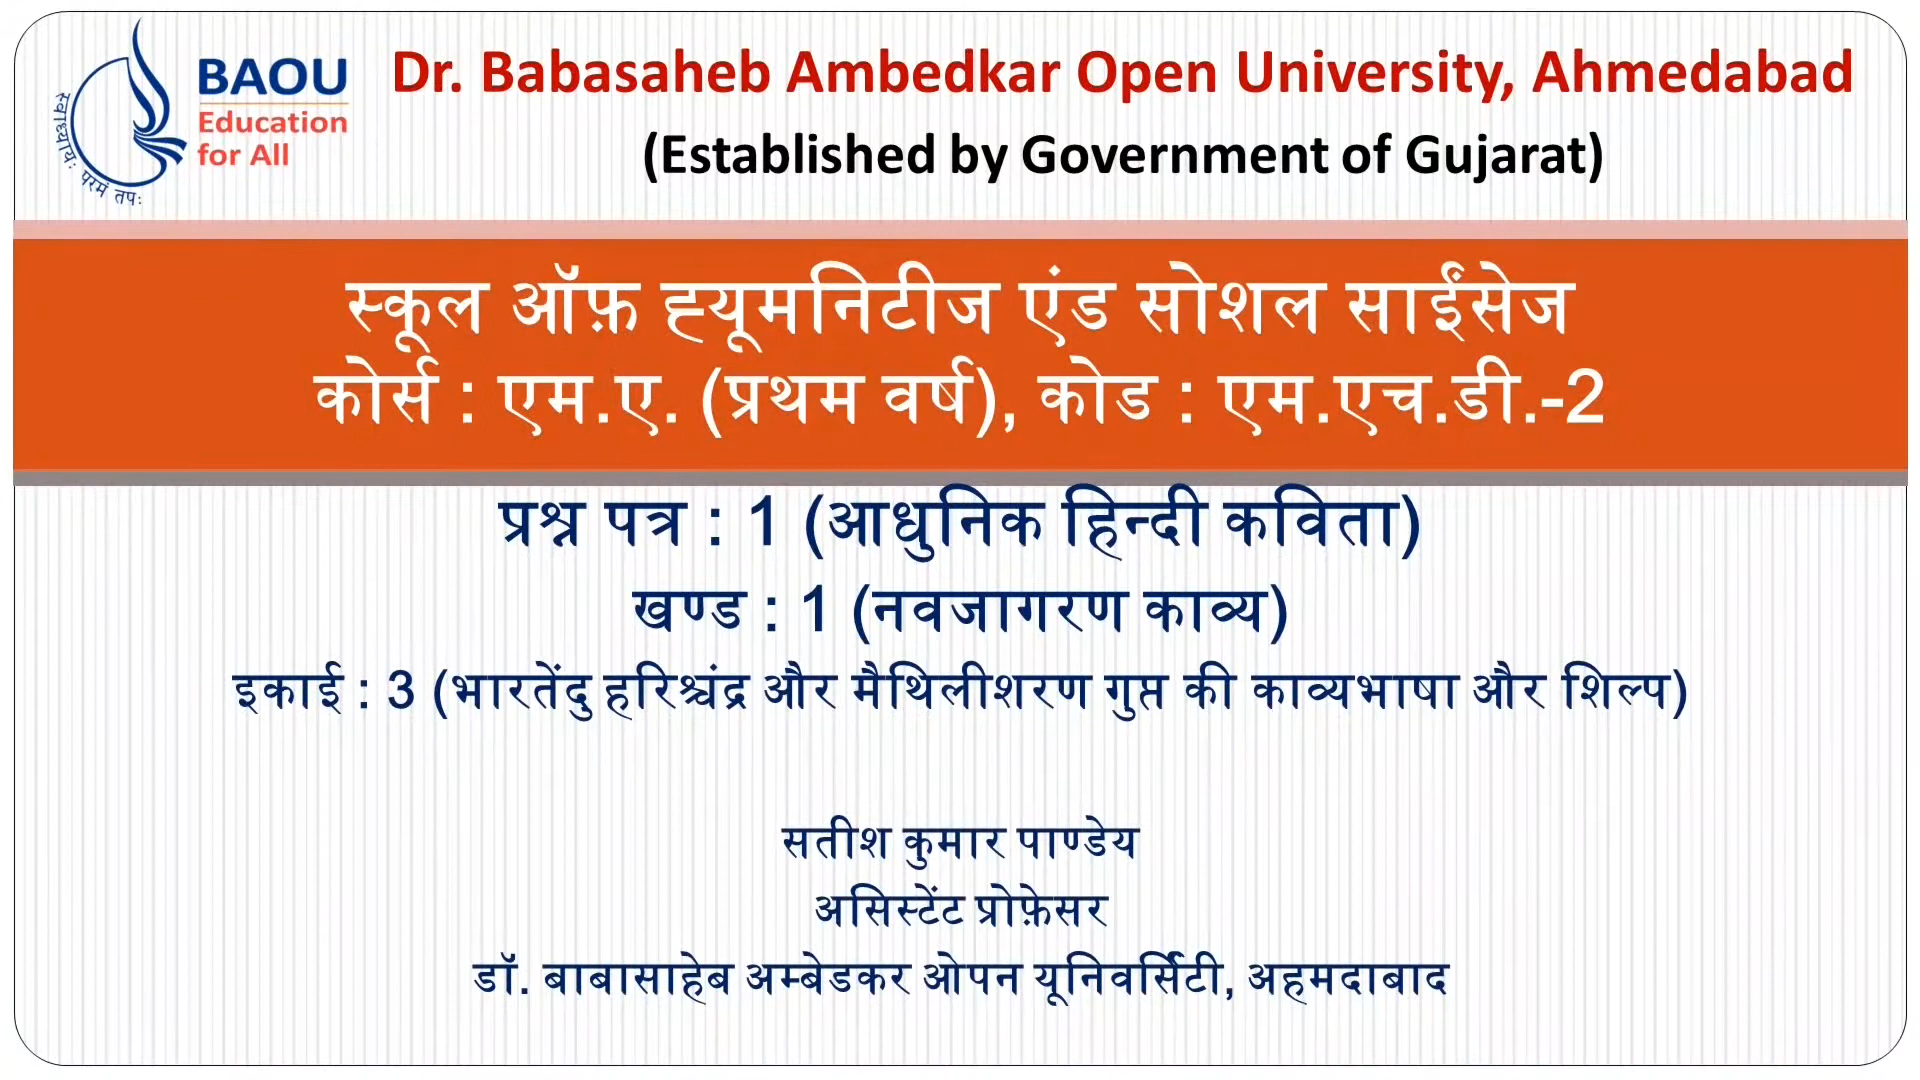 BAOU
Education
for All
स्वाध्यायः परमं तपः
Dr. Babasaheb Ambedkar Open University, Ahmedabad
(Established by Government of Gujarat)
स्कूल ऑफ़ ह्यूमनिटीज एंड सोशल साईंसेज
कोर्स : एम.ए. (प्रथम वर्ष), कोड : एम.एच.डी.-2
प्रश्न पत्र : 1 (आधुनिक हिन्दी कविता)
खण्ड : 1 (नवजागरण काव्य)
इकाई : 3 (भारतेंदु हरिश्चंद्र और मैथिलीशरण गुप्त की काव्यभाषा और शिल्प)
सतीश कुमार पाण्डेय
असिस्टेंट प्रोफ़ेसर
डॉ. बाबासाहेब अम्बेडकर ओपन यूनिवर्सिटी, अहमदाबाद